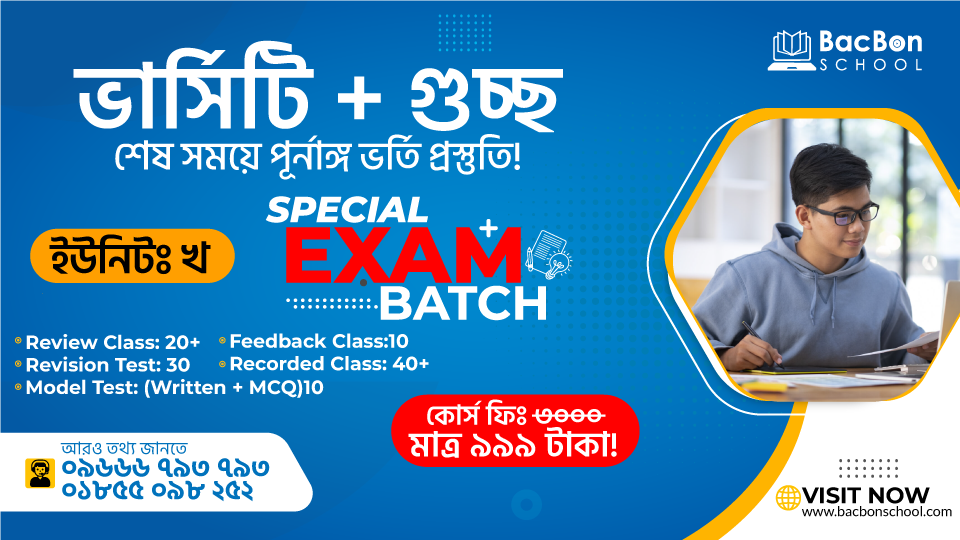 BacBon
SCHOOL
ভার্সিটি + গুচ্ছ
শেষ সময়ে পূর্নাঙ্গ ভর্তি প্রস্তুতি!
SPECIAL
EXAM+
BATCH
ইউনিটঃ খ
Review Class: 20+
Feedback Class:10
Revision Test: 30
Recorded Class: 40+
Model Test: (Written + MCQ)10
কোর্স ফিঃ ৩০০০
মাত্র ৯৯৯ টাকা!
আরও তথ্য জানতে
০৯৬৬৬ ৭৯৩ ৭৯৩
০১৮৫৫ ০৯৮ ২৫২
VISIT NOW
www.bacbonschool.com